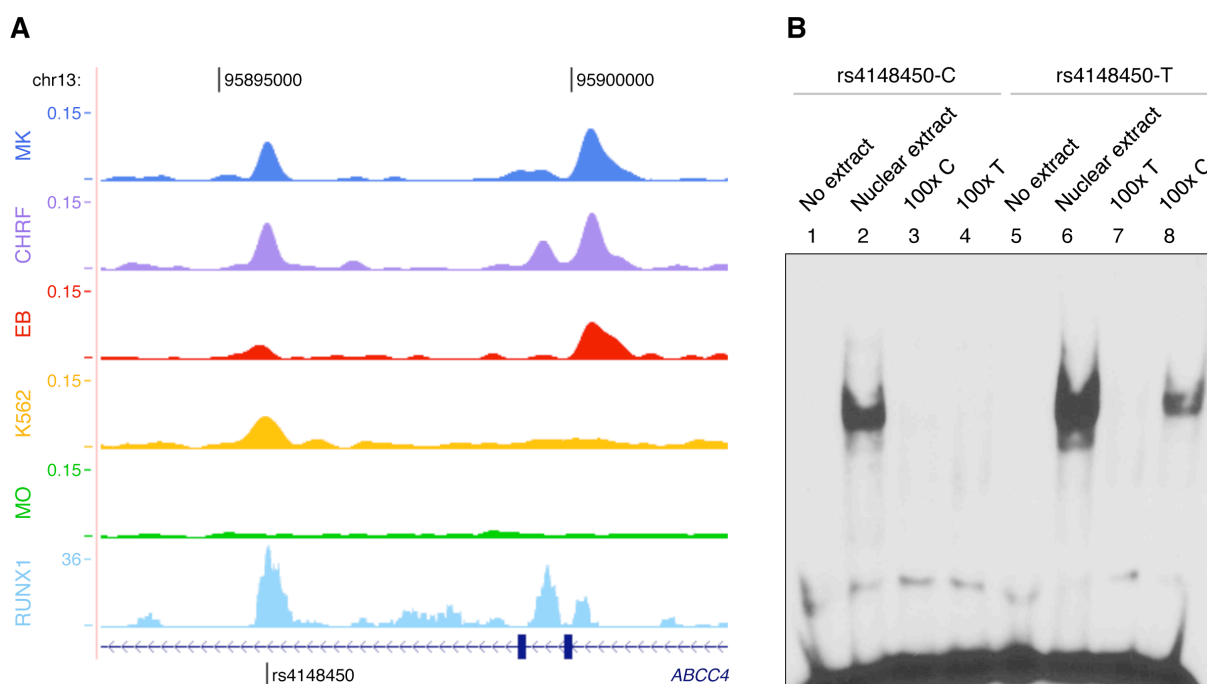 A
chr13:
95895000
95900000
0.15
MK
0.15
CHRF
0.15
EB
0.15
K562
0.15
MO
36
RUNX1
rs4148450
ABCC4
B
rs4148450-C
rs4148450-T
No extract
Nuclear extract
100x C
100x T
No extract
Nuclear extract
100x T
100x C
1 2 3 4 5 6 7 8